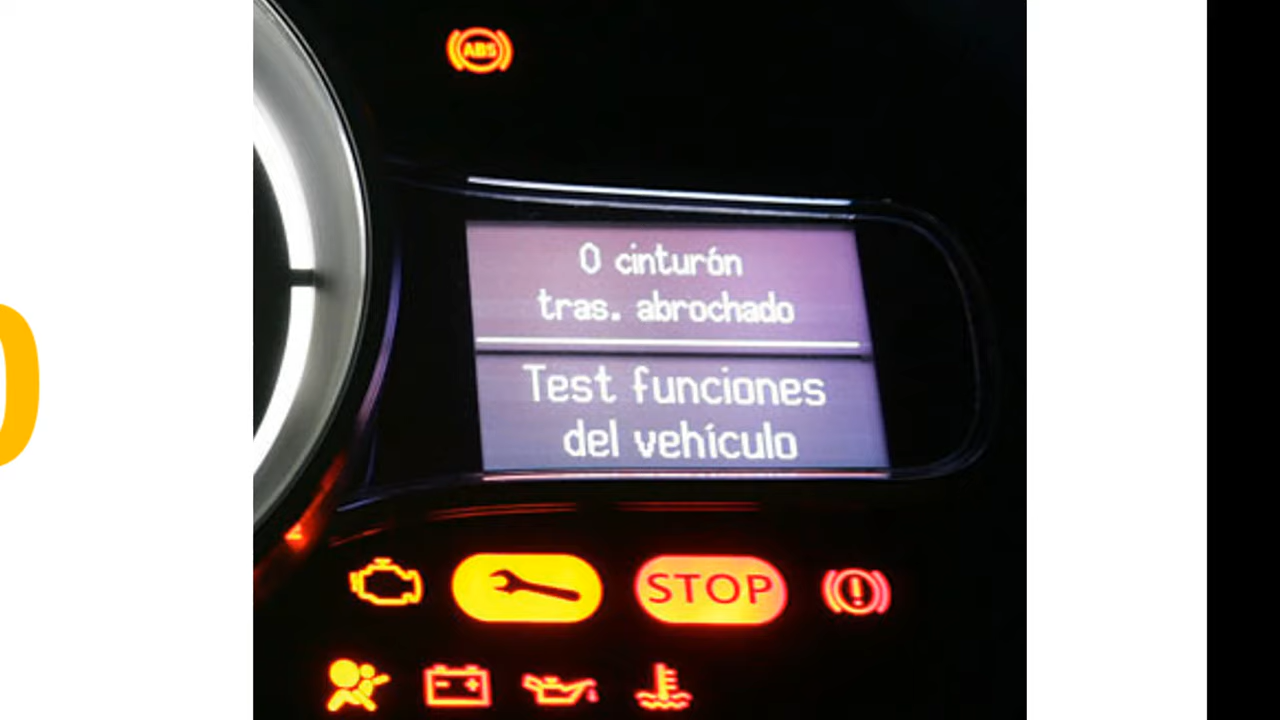 ABS
0 cinturón
tras. abrochado
Test funciones
del vehículo
STOP